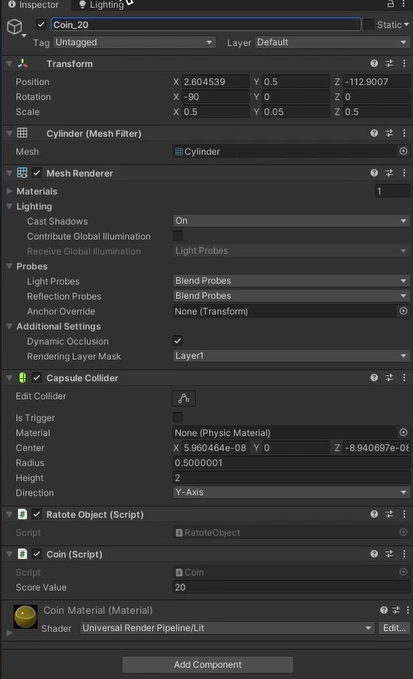 Inspector Lighting
Coin_20 Static
Tag Untagged Layer Default
Transform
Position X 2.604539 Y 0.5 Z -112.9007
Rotation X -90 Y 0 Z 0
Scale X 0.5 Y 0.05 Z 0.5
Cylinder (Mesh Filter)
Mesh Cylinder
Mesh Renderer
Materials 1
Lighting
Cast Shadows On
Contribute Global Illumination
Receive Global Illumination Light Probes
Probes
Light Probes Blend Probes
Reflection Probes Blend Probes
Anchor Override None (Transform)
Additional Settings
Dynamic Occlusion
Rendering Layer Mask Layer1
Capsule Collider
Edit Collider
Is Trigger
Material None (Physic Material)
Center X 5.960464e-08 Y 0 Z -8.940697e-08
Radius 0.5000001
Height 2
Direction Y-Axis
Ratote Object (Script)
Script RatoteObject
Coin (Script)
Script Coin
Score Value 20
Coin Material (Material)
Shader Universal Render Pipeline/Lit Edit...
Add Component